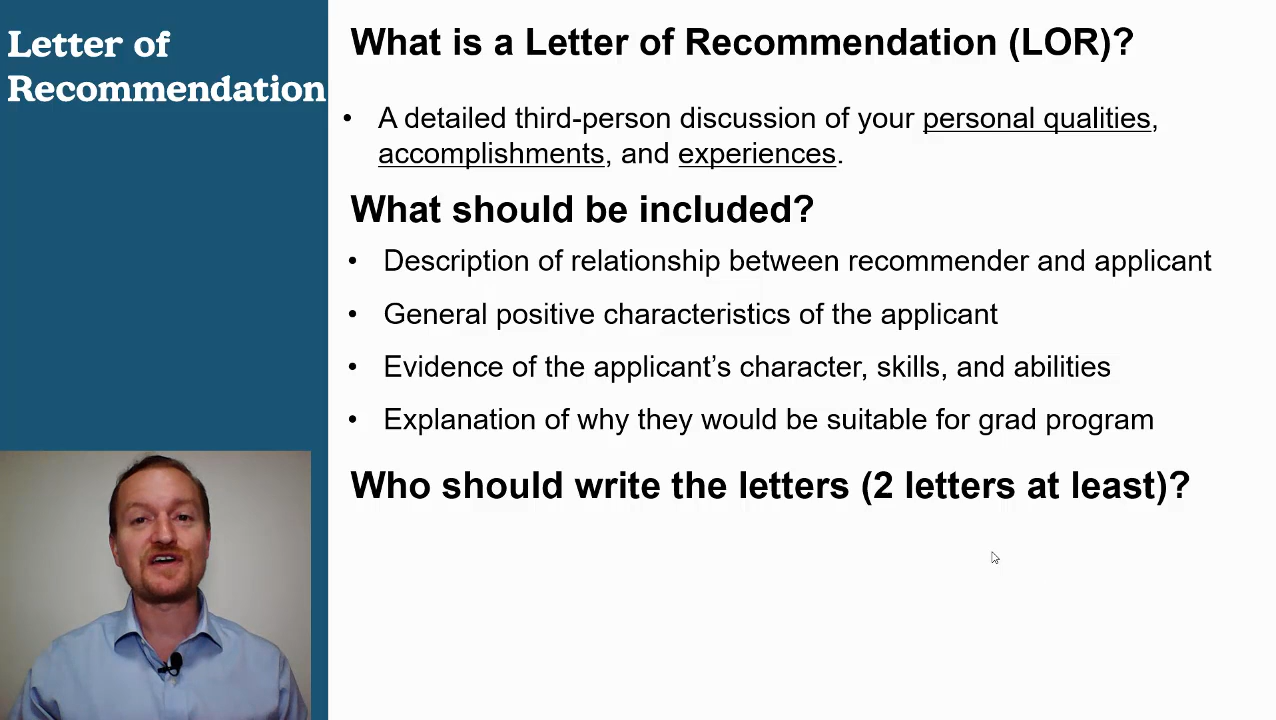 Letter of
Recommendation
What is a Letter of Recommendation (LOR)?
• A detailed third-person discussion of your personal qualities,
accomplishments, and experiences.
What should be included?
• Description of relationship between recommender and applicant
• General positive characteristics of the applicant
• Evidence of the applicant’s character, skills, and abilities
• Explanation of why they would be suitable for grad program
Who should write the letters (2 letters at least)?